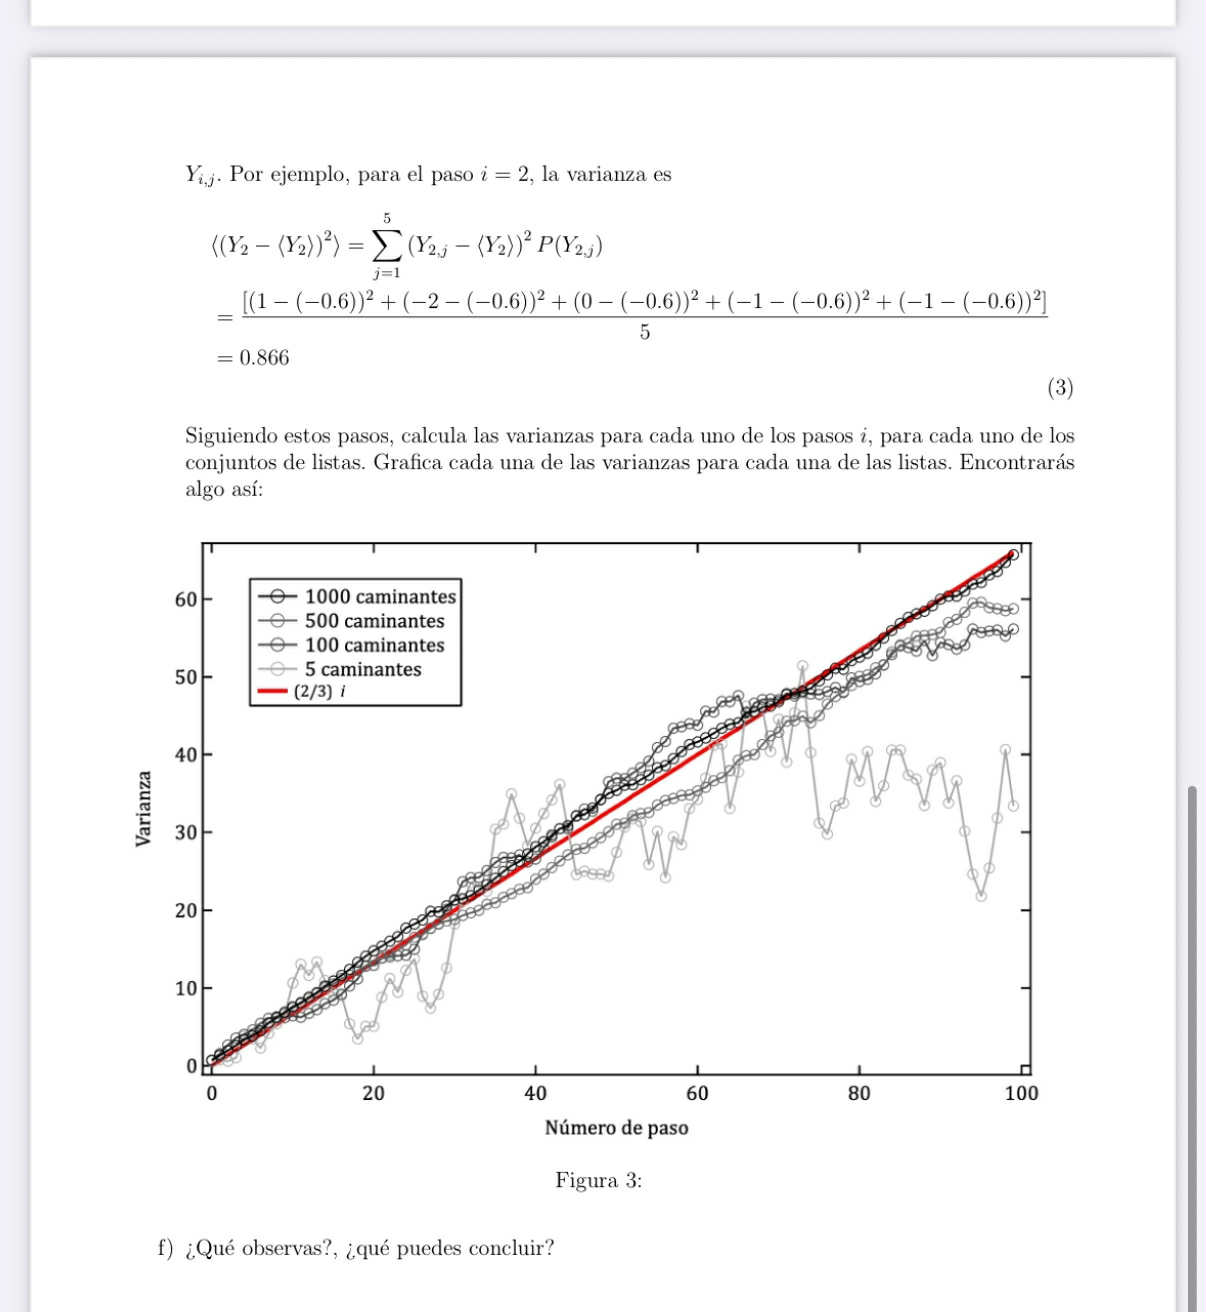 Y_{i,j}. Por ejemplo, para el paso i = 2, la varianza es
⟨(Y_2 − ⟨Y_2⟩)^2⟩ = \sum_{j=1}^{5} (Y_{2,j} − ⟨Y_2⟩)^2 P(Y_{2,j})
= \frac{[(1 − (−0.6))^2 + (−2 − (−0.6))^2 + (0 − (−0.6))^2 + (−1 − (−0.6))^2 + (−1 − (−0.6))^2]}{5}
= 0.866
(3)
Siguiendo estos pasos, calcula las varianzas para cada uno de los pasos i, para cada uno de los
conjuntos de listas. Grafica cada una de las varianzas para cada una de las listas. Encontrarás
algo así:
1000 caminantes
500 caminantes
100 caminantes
5 caminantes
(2/3) i
60
50
40
30
20
10
0
Varianza
0 20 40 60 80 100
Número de paso
Figura 3:
f) ¿Qué observas?, ¿qué puedes concluir?